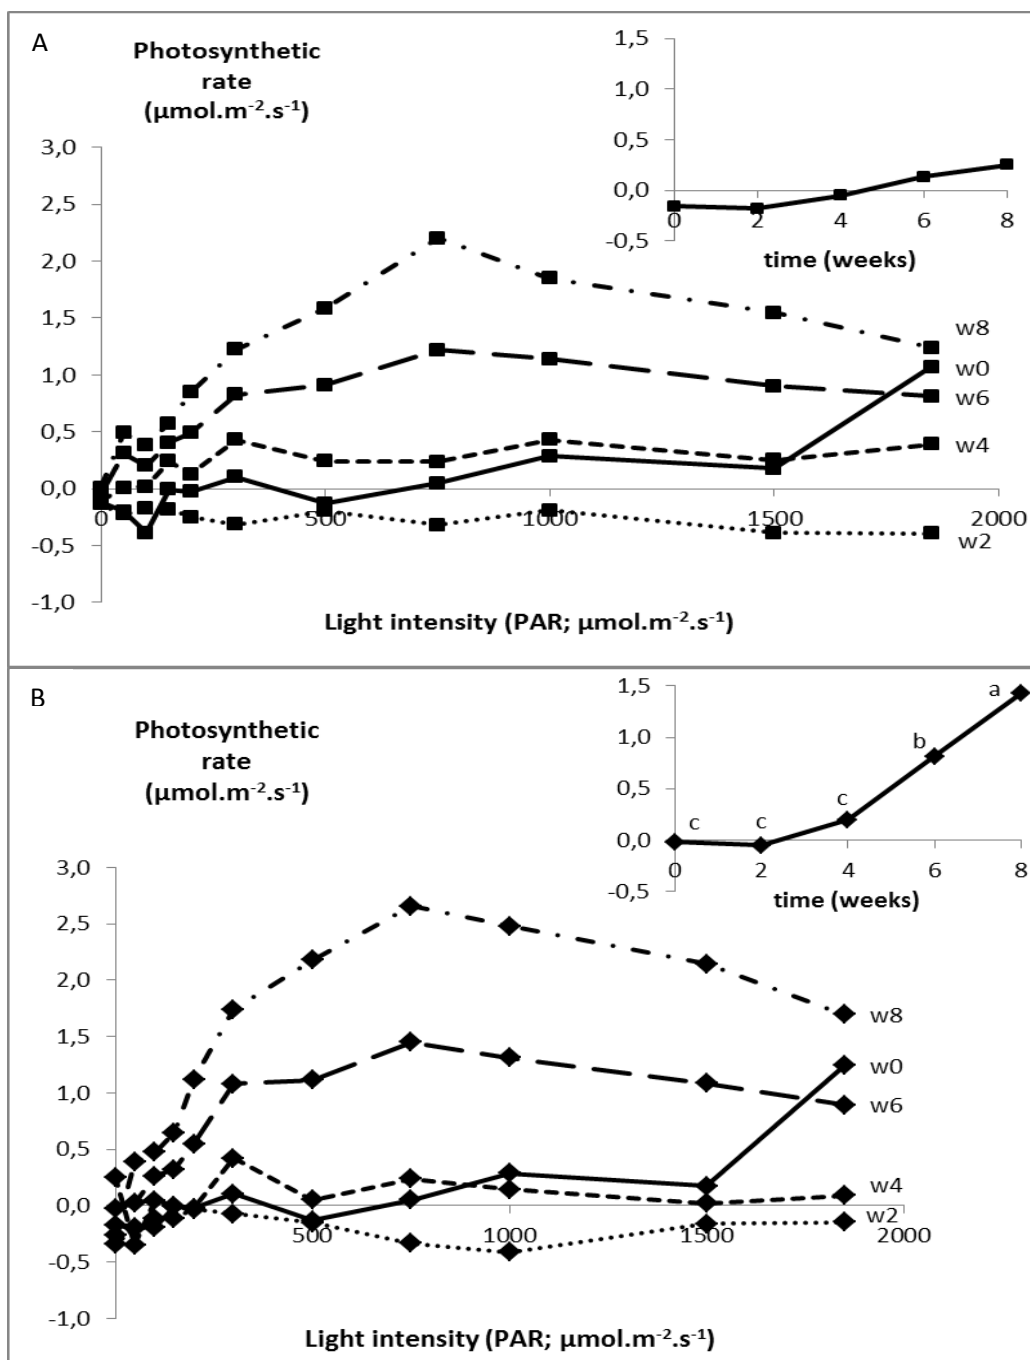 A
Photosynthetic
rate
(µmol.m-2.s-1)
3,0
2,5
2,0
1,5
1,0
0,5
0,0
-0,5
-1,0
0
500
1000
1500
2000
w8
w0
w6
w4
w2
Light intensity (PAR; µmol.m-2.s-1)
1,5
1,0
0,5
0,0
-0,5
0
2
4
6
8
time (weeks)
B
Photosynthetic
rate
(µmol.m-2.s-1)
3,0
2,5
2,0
1,5
1,0
0,5
0,0
-0,5
-1,0
500
1000
1500
2000
w8
w0
w6
w4
w2
Light intensity (PAR; µmol.m-2.s-1)
1,5
1,0
0,5
0,0
-0,5
c
c
c
b
a
0
2
4
6
8
time (weeks)